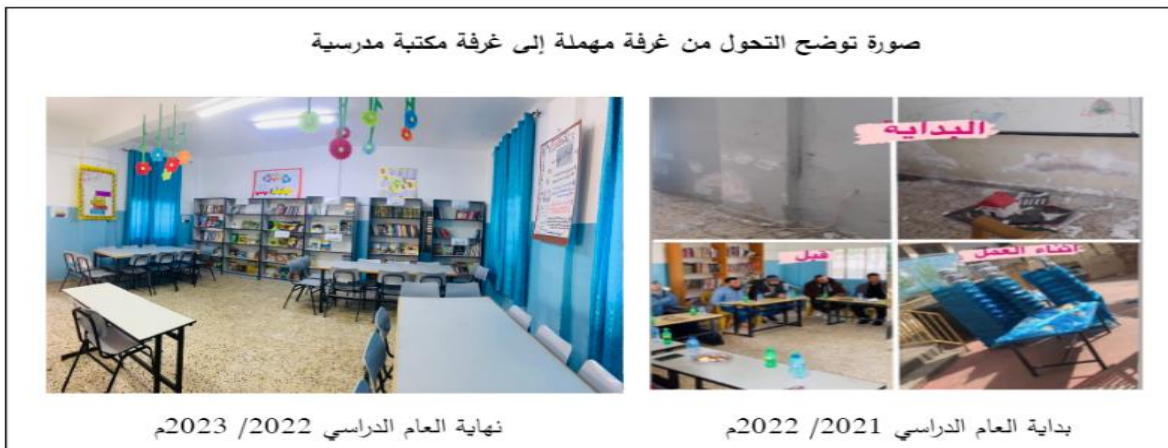 صورة توضح التحول من غرفة مهملة إلى غرفة مكتبة مدرسية
البداية
قبل
اثناء العمل
بداية العام الدراسي 2021/ 2022م
نهاية العام الدراسي 2022/ 2023م